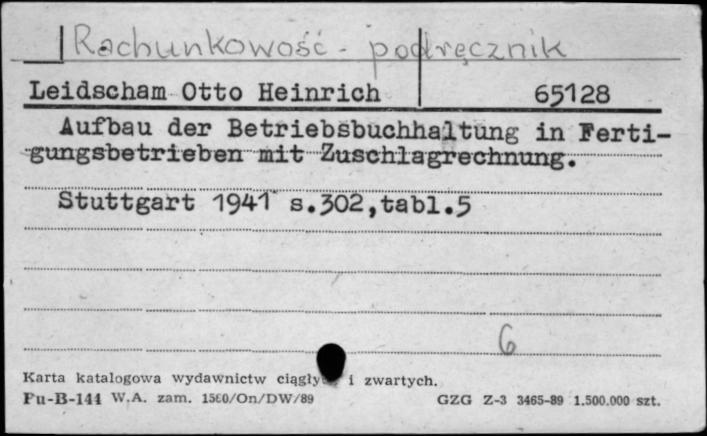 Rachunkowość - podręcznik
Leidscham Otto Heinrich 65128
Aufbau der Betriebsbuchhaltung in Ferti-
gungsbetrieben mit Zuschlagrechnung.
Stuttgart 1941 s.302,tabl.5
6
Karta katalogowa wydawnictw ciągły i zwartych.
Pu-B-144 W.A. zam. 1580/On/DW/89 GZG Z-3 3465-89 1.500.000 szt.